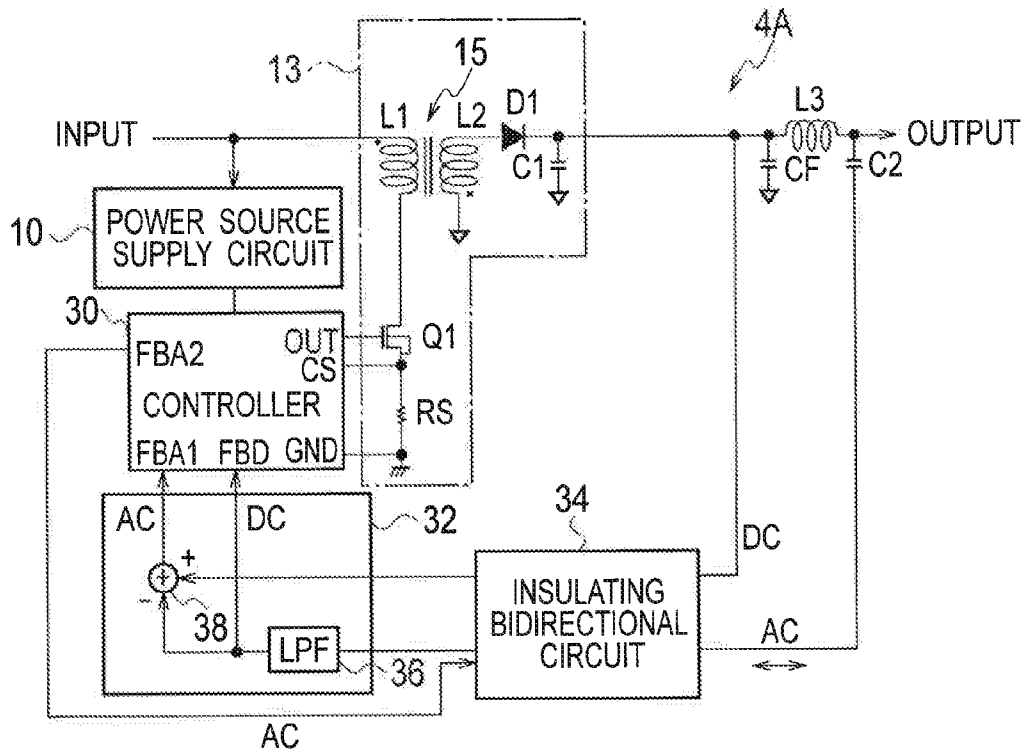 4A
13
15
L1
L2
D1
L3
INPUT
OUTPUT
C1
CF
C2
10
POWER SOURCE
SUPPLY CIRCUIT
30
OUT
Q1
FBA2
CS
CONTROLLER
RS
FBA1
FBD
GND
AC
DC
32
34
DC
+
-
+
38
INSULATING
BIDIRECTIONAL
CIRCUIT
AC
LPF
36
AC